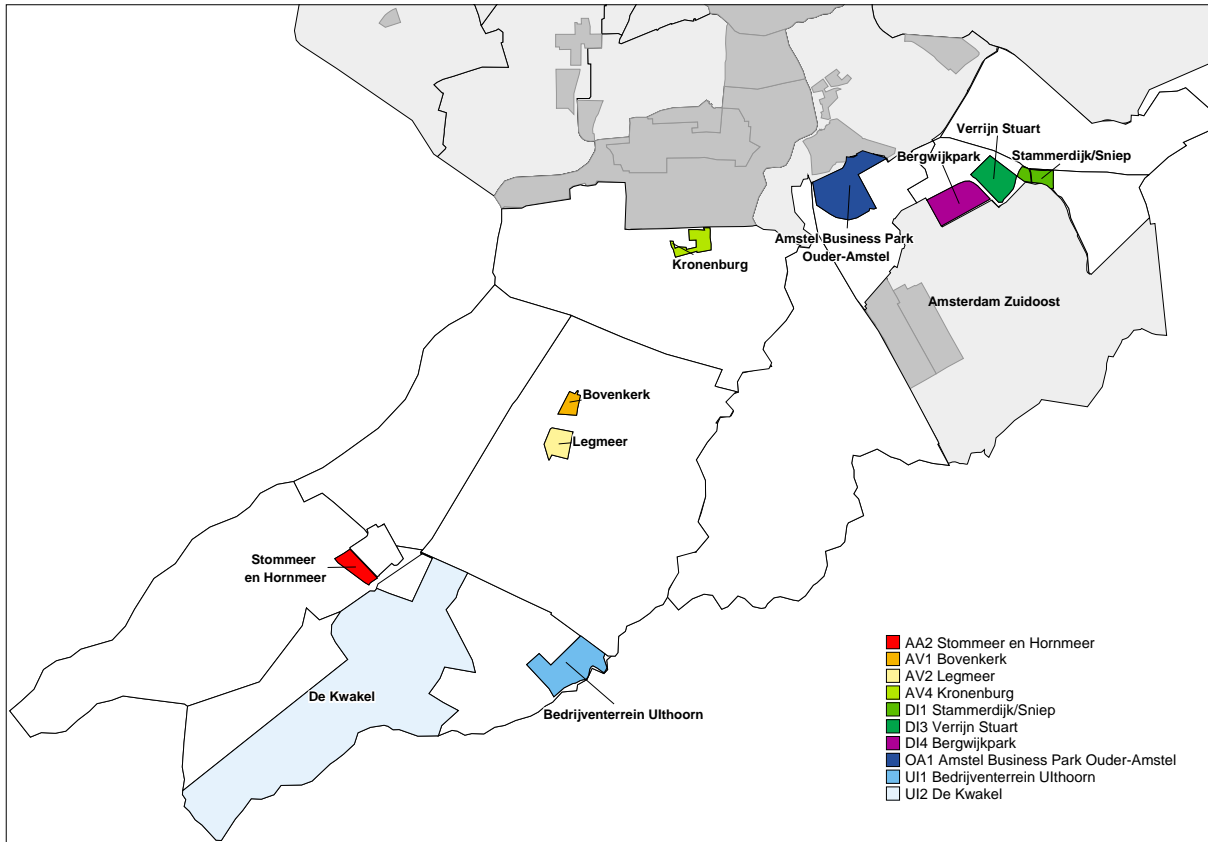 Verrijn Stuart
Bergwijkpark
Stammerdijk/Sniep
Amstel Business Park
Ouder-Amstel
Kronenburg
Amsterdam Zuidoost
Bovenkerk
Legmeer
Stommeer
en Hornmeer
De Kwakel
Bedrijventerrein UIthoorn
AA2 Stommeer en Hornmeer
AV1 Bovenkerk
AV2 Legmeer
AV4 Kronenburg
DI1 Stammerdijk/Sniep
DI3 Verrijn Stuart
DI4 Bergwijkpark
OA1 Amstel Business Park Ouder-Amstel
UI1 Bedrijventerrein UIthoorn
UI2 De Kwakel